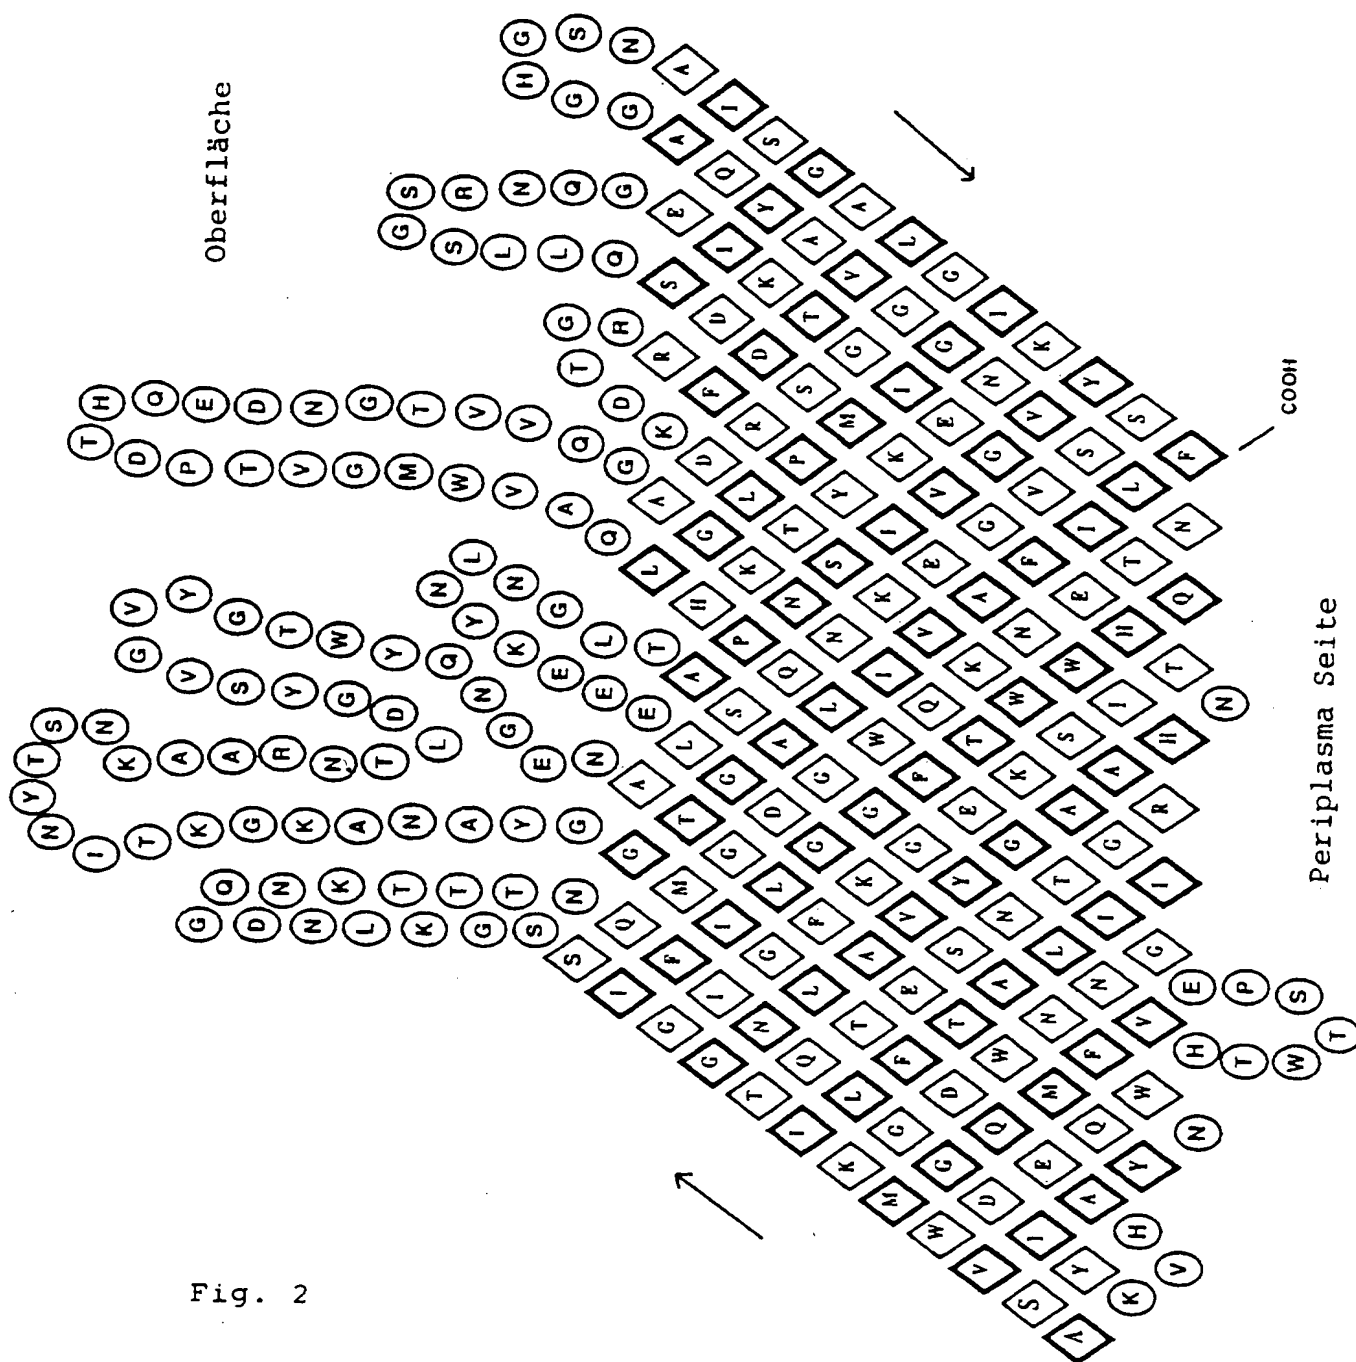 Oberfläche
A S V W M K I T G G I S
S G K L N N D G Q N N K T T T N
Q F I N Q L G G D I Y
K V H
A E Q D F T L G I M G
G Y A N A K G K T I N Y T S N K A A R N T L D G Y S V G V Y G T W Y Q N G E N
A T G L F A E T W M Q Y
N
W F N A S V K G D G L
E E E K Y N L N G L T
A S A G G G Y N L N V
H T W T S P E
G I T G E F W L Q P H L
Q A V W M G V T P D T H Q E D N G T V V Q G
A G K N N I Q T K A G I
R A S W K V K S T L D
K D T G R
R F R P Y I E A N W I H
N
T H E F G V K M S D D S
Q L L S G S R N Q G
E I K T G I E G V I T Q
N L S V N G G V A Y Q A
G G H G S N
A I S G A L G I K Y S F
COOH
Periplasma Seite
Fig. 2